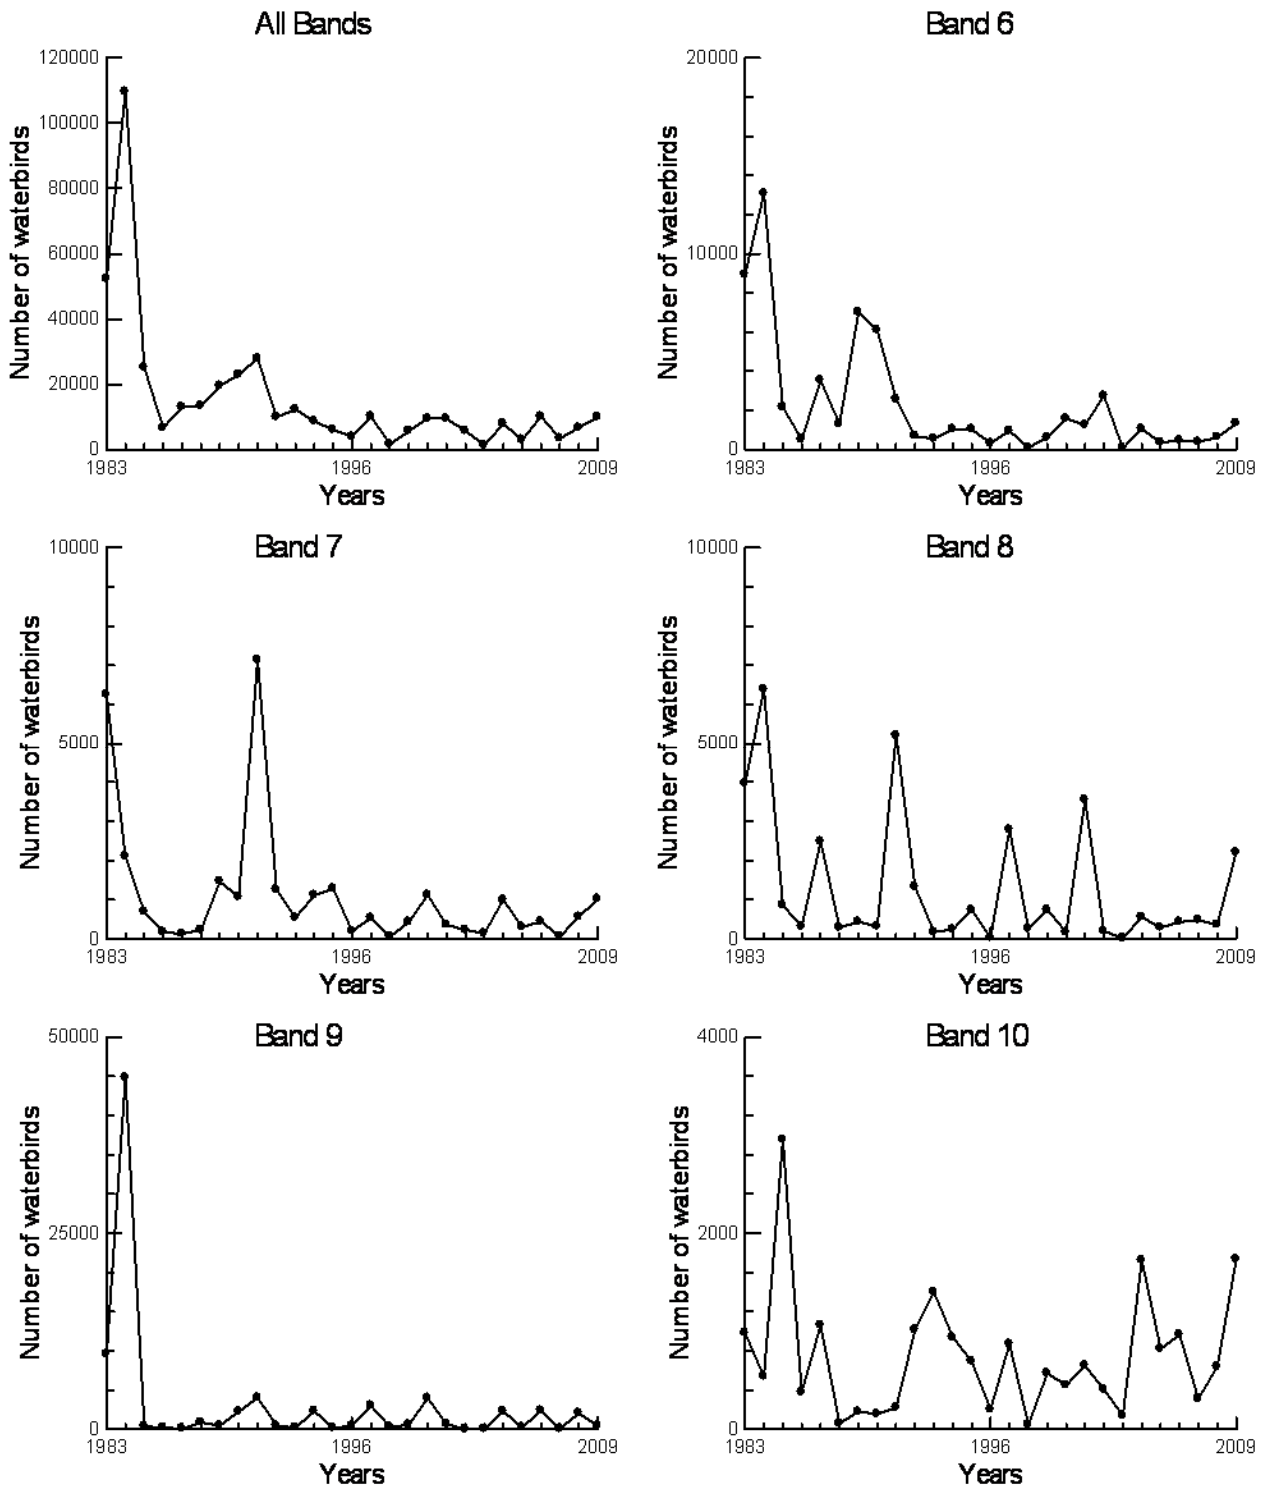 All Bands
120000
100000
80000
60000
40000
20000
0
Number of waterbirds
1983 1996 2009
Years
Band 6
20000
10000
0
Number of waterbirds
1983 1996 2009
Years
Band 7
10000
5000
0
Number of waterbirds
1983 1996 2009
Years
Band 8
10000
5000
0
Number of waterbirds
1983 1996 2009
Years
Band 9
50000
25000
0
Number of waterbirds
1983 1996 2009
Years
Band 10
4000
2000
0
Number of waterbirds
1983 1996 2009
Years